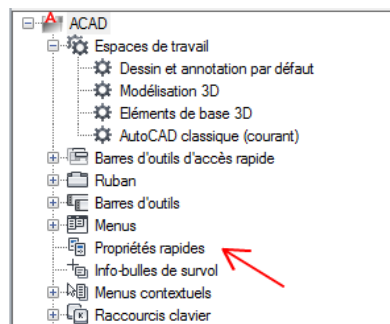 ACAD
Espaces de travail
Dessin et annotation par défaut
Modélisation 3D
Eléments de base 3D
AutoCAD classique (courant)
Barres d'outils d'accès rapide
Ruban
Barres d'outils
Menus
Propriétés rapides
Info-bulles de survol
Menus contextuels
Raccourcis clavier